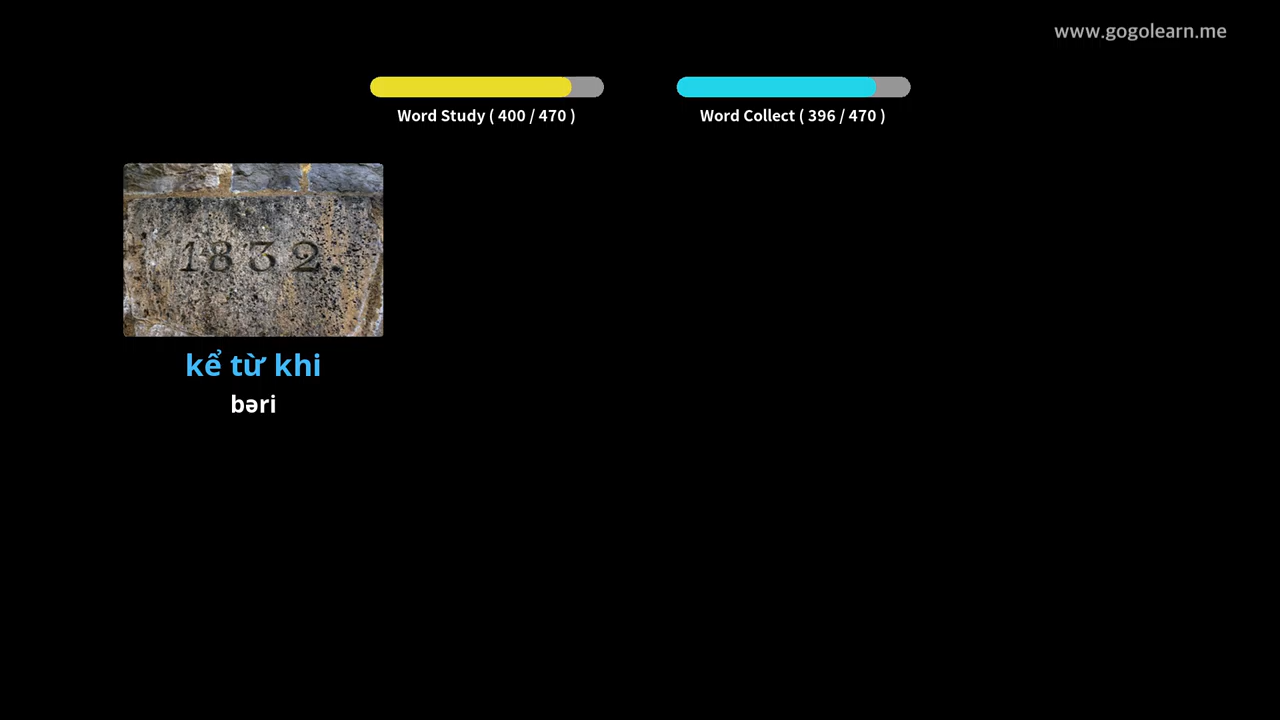 www.gogolearn.me
Word Study ( 400 / 470 )
Word Collect ( 396 / 470 )
1832.
kể từ khi
bəri